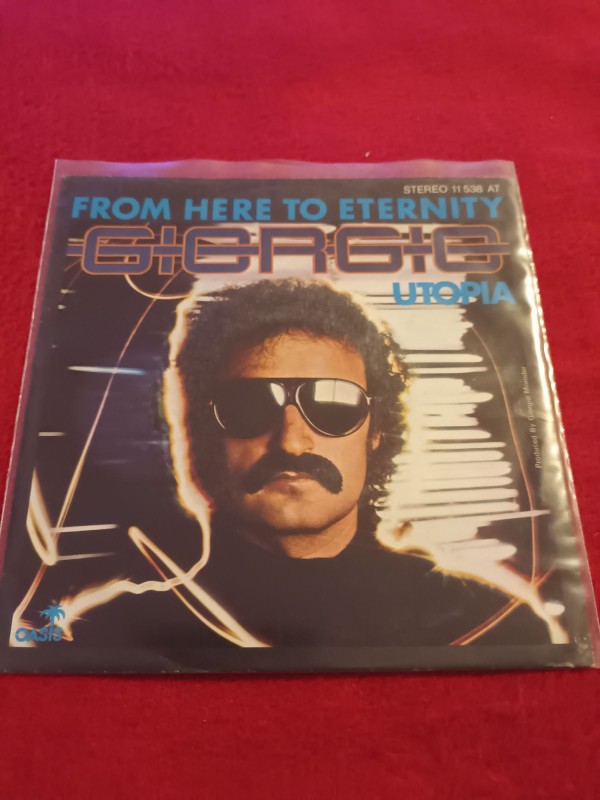 STEREO 11 538 AT
FROM HERE TO ETERNITY
GIORGIO
UTOPIA
Produced By Giorgio Moroder
OASIS